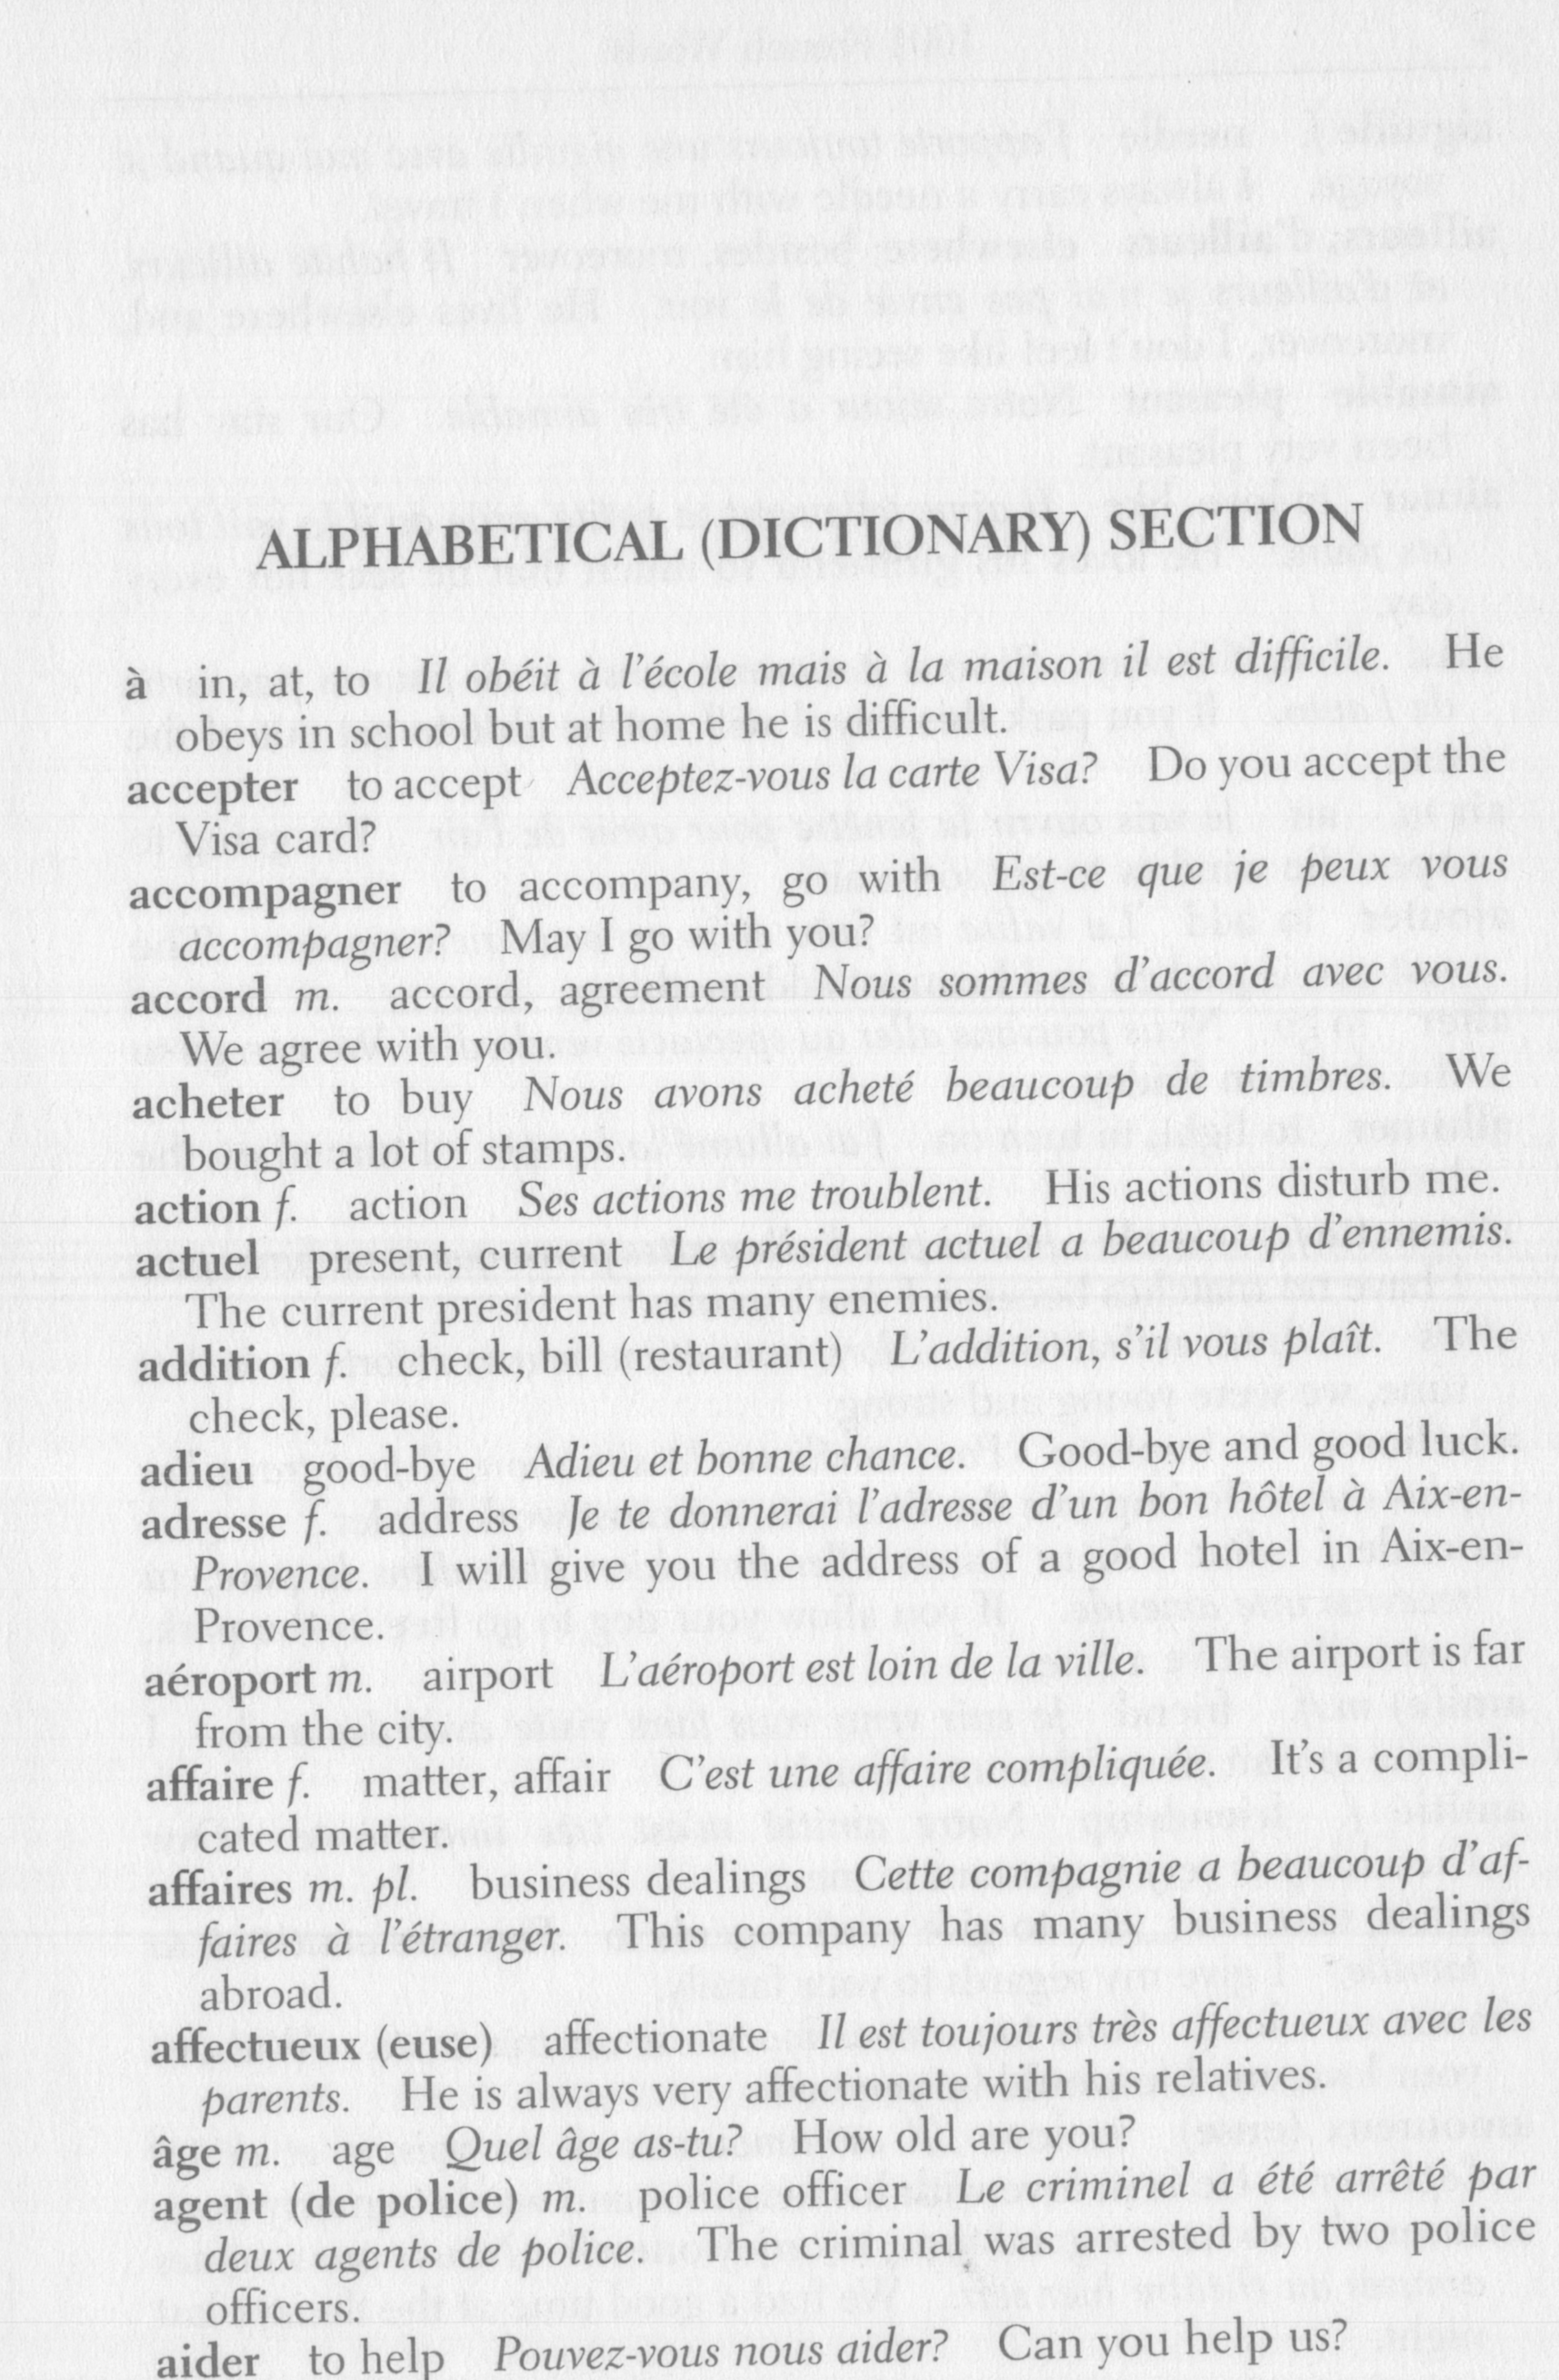 ALPHABETICAL (DICTIONARY) SECTION
à in, at, to Il obéit à l'école mais à la maison il est difficile. He
obeys in school but at home he is difficult.
accepter to accept Acceptez-vous la carte Visa? Do you accept the
Visa card?
accompagner to accompany, go with Est-ce que je peux vous
accompagner? May I go with you?
accord m. accord, agreement Nous sommes d'accord avec vous.
We agree with you.
acheter to buy Nous avons acheté beaucoup de timbres. We
bought a lot of stamps.
action f. action Ses actions me troublent. His actions disturb me.
actuel present, current Le président actuel a beaucoup d'ennemis.
The current president has many enemies.
addition f. check, bill (restaurant) L'addition, s'il vous plaît. The
check, please.
adieu good-bye Adieu et bonne chance. Good-bye and good luck.
adresse f. address Je te donnerai l'adresse d'un bon hôtel à Aix-en-
Provence. I will give you the address of a good hotel in Aix-en-
Provence.
aéroport m. airport L'aéroport est loin de la ville. The airport is far
from the city.
affaire f. matter, affair C'est une affaire compliquée. It's a compli-
cated matter.
affaires m. pl. business dealings Cette compagnie a beaucoup d'af-
faires à l'étranger. This company has many business dealings
abroad.
affectueux (euse) affectionate Il est toujours très affectueux avec les
parents. He is always very affectionate with his relatives.
âge m. age Quel âge as-tu? How old are you?
agent (de police) m. police officer Le criminel a été arrêté par
deux agents de police. The criminal was arrested by two police
officers.
aider to help Pouvez-vous nous aider? Can you help us?